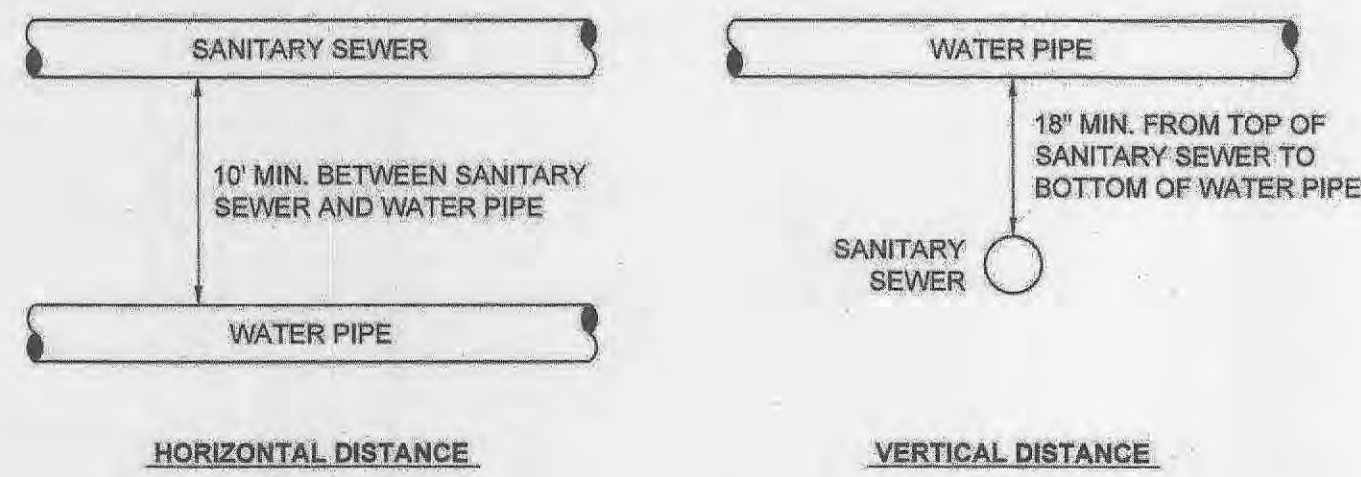 SANITARY SEWER
10' MIN. BETWEEN SANITARY
SEWER AND WATER PIPE
WATER PIPE
HORIZONTAL DISTANCE
WATER PIPE
18" MIN. FROM TOP OF
SANITARY SEWER TO
BOTTOM OF WATER PIPE
SANITARY
SEWER
VERTICAL DISTANCE